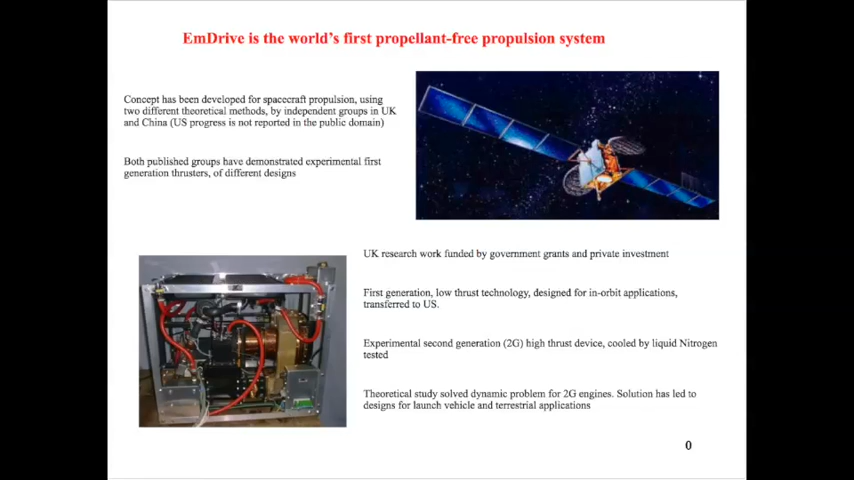 EmDrive is the world's first propellant-free propulsion system
Concept has been developed for spacecraft propulsion, using
two different theoretical methods, by independent groups in UK
and China (US progress is not reported in the public domain)
Both published groups have demonstrated experimental first
generation thrusters, of different designs
UK research work funded by government grants and private investment
First generation, low thrust technology, designed for in-orbit applications,
transferred to US.
Experimental second generation (2G) high thrust device, cooled by liquid Nitrogen
tested
Theoretical study solved dynamic problem for 2G engines. Solution has led to
designs for launch vehicle and terrestrial applications
0